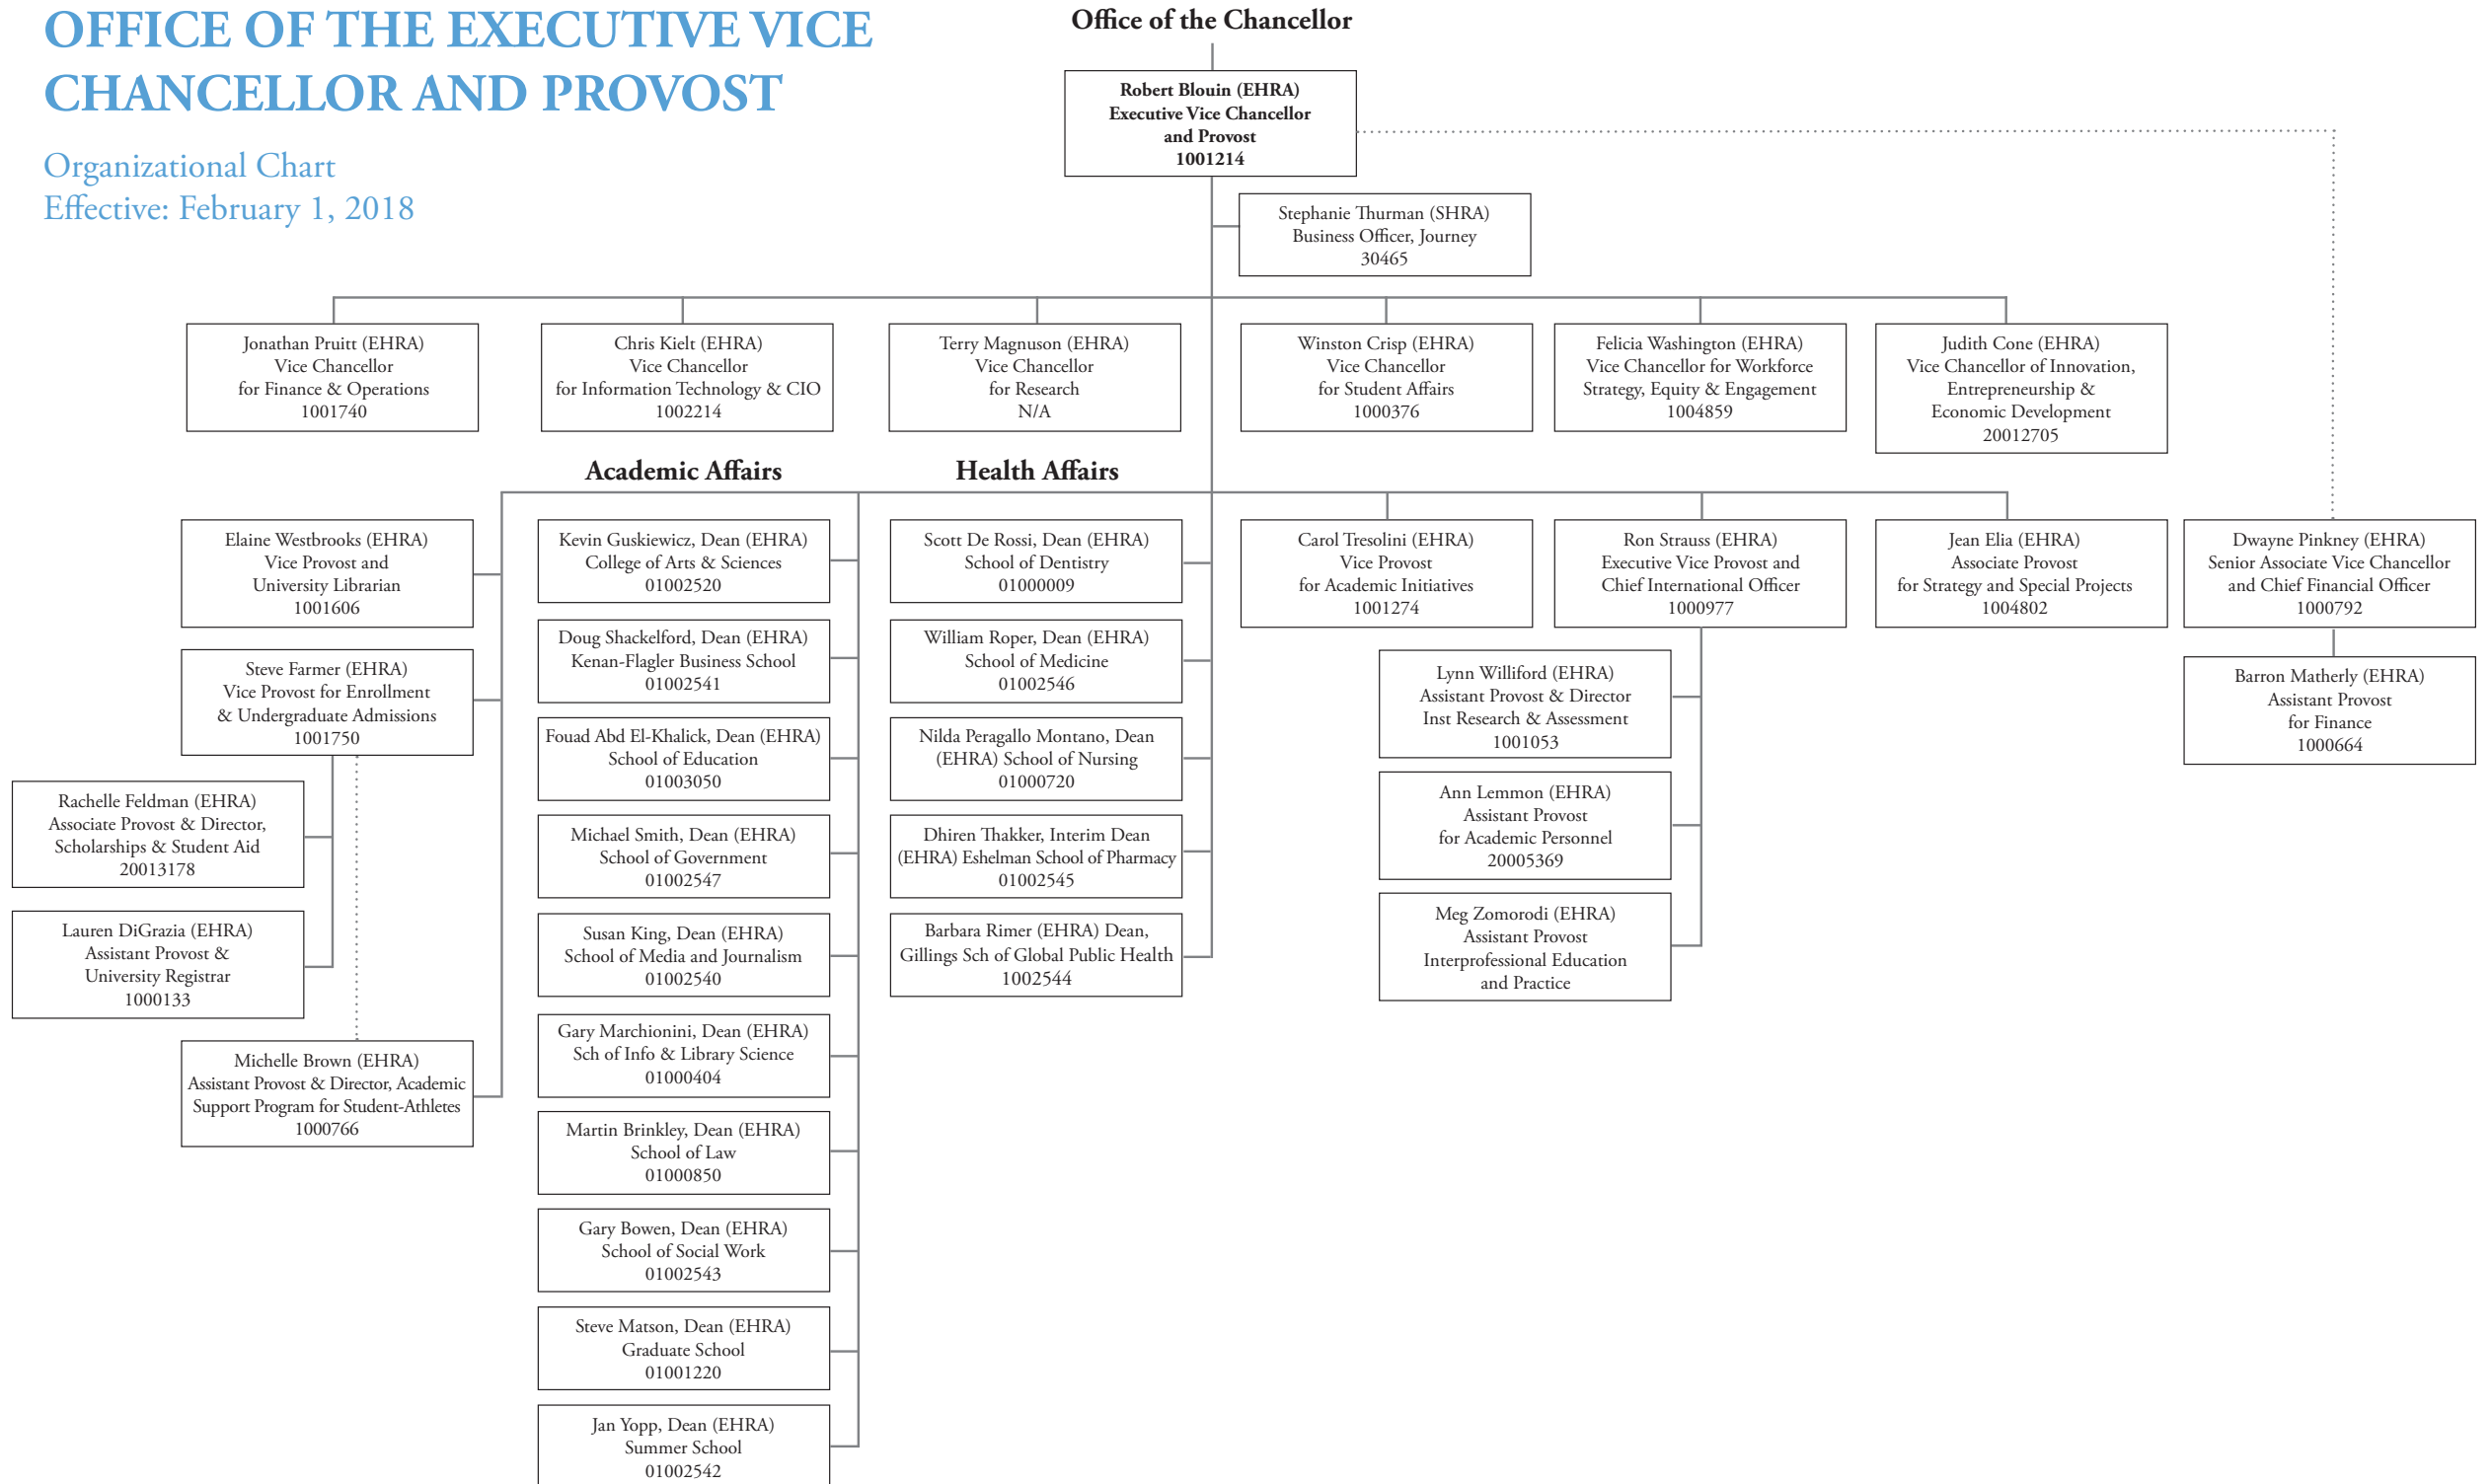 OFFICE OF THE EXECUTIVE VICE
CHANCELLOR AND PROVOST
Organizational Chart
Effective: February 1, 2018
Office of the Chancellor
Robert Blouin (EHRA)
Executive Vice Chancellor
and Provost
1001214
Stephanie Thurman (SHRA)
Business Officer, Journey
30465
Jonathan Pruitt (EHRA)
Vice Chancellor
for Finance & Operations
1001740
Chris Kielt (EHRA)
Vice Chancellor
for Information Technology & CIO
1002214
Terry Magnuson (EHRA)
Vice Chancellor
for Research
N/A
Winston Crisp (EHRA)
Vice Chancellor
for Student Affairs
1000376
Felicia Washington (EHRA)
Vice Chancellor for Workforce
Strategy, Equity & Engagement
1004859
Judith Cone (EHRA)
Vice Chancellor of Innovation,
Entrepreneurship &
Economic Development
20012705
Elaine Westbrooks (EHRA)
Vice Provost and
University Librarian
1001606
Steve Farmer (EHRA)
Vice Provost for Enrollment
& Undergraduate Admissions
1001750
Rachelle Feldman (EHRA)
Associate Provost & Director,
Scholarships & Student Aid
20013178
Lauren DiGrazia (EHRA)
Assistant Provost &
University Registrar
1000133
Michelle Brown (EHRA)
Assistant Provost & Director, Academic
Support Program for Student-Athletes
1000766
Academic Affairs
Kevin Guskiewicz, Dean (EHRA)
College of Arts & Sciences
01002520
Doug Shackelford, Dean (EHRA)
Kenan-Flagler Business School
01002541
Fouad Abd El-Khalick, Dean (EHRA)
School of Education
01003050
Michael Smith, Dean (EHRA)
School of Government
01002547
Susan King, Dean (EHRA)
School of Media and Journalism
01002540
Gary Marchionini, Dean (EHRA)
Sch of Info & Library Science
01000404
Martin Brinkley, Dean (EHRA)
School of Law
01000850
Gary Bowen, Dean (EHRA)
School of Social Work
01002543
Steve Matson, Dean (EHRA)
Graduate School
01001220
Jan Yopp, Dean (EHRA)
Summer School
01002542
Health Affairs
Scott De Rossi, Dean (EHRA)
School of Dentistry
01000009
William Roper, Dean (EHRA)
School of Medicine
01002546
Nilda Peragallo Montano, Dean
(EHRA) School of Nursing
01000720
Dhiren Thakker, Interim Dean
(EHRA) Eshelman School of Pharmacy
01002545
Barbara Rimer (EHRA) Dean,
Gillings Sch of Global Public Health
1002544
Carol Tresolini (EHRA)
Vice Provost
for Academic Initiatives
1001274
Ron Strauss (EHRA)
Executive Vice Provost and
Chief International Officer
1000977
Lynn Williford (EHRA)
Assistant Provost & Director
Inst Research & Assessment
1001053
Ann Lemmon (EHRA)
Assistant Provost
for Academic Personnel
20005369
Meg Zomorodi (EHRA)
Assistant Provost
Interprofessional Education
and Practice
Jean Elia (EHRA)
Associate Provost
for Strategy and Special Projects
1004802
Dwayne Pinkney (EHRA)
Senior Associate Vice Chancellor
and Chief Financial Officer
1000792
Barron Matherly (EHRA)
Assistant Provost
for Finance
1000664